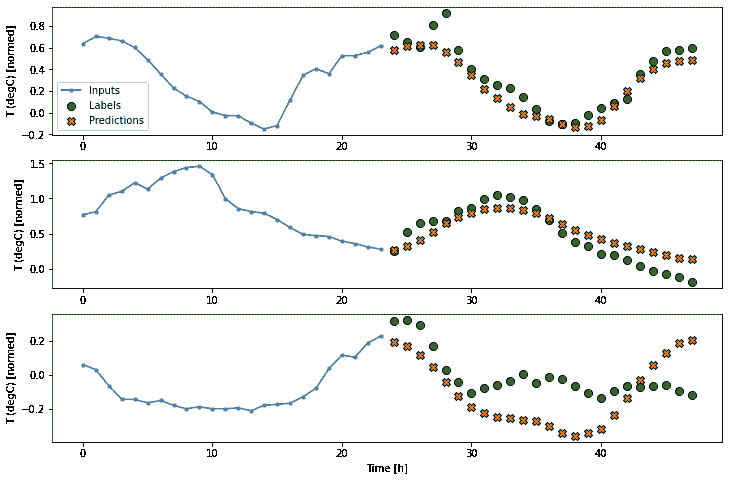 T (degC) [normed]
0.8
0.6
0.4
0.2
0.0
−0.2
Inputs
Labels
Predictions
0 10 20 30 40
T (degC) [normed]
1.5
1.0
0.5
0.0
0 10 20 30 40
T (degC) [normed]
0.2
0.0
−0.2
0 10 20 30 40
Time [h]